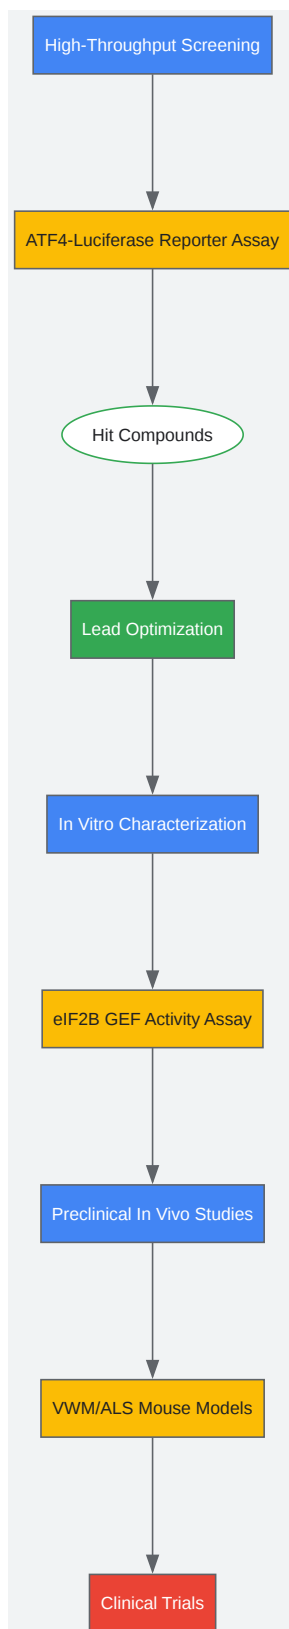 High-Throughput Screening
ATF4-Luciferase Reporter Assay
Hit Compounds
Lead Optimization
In Vitro Characterization
eIF2B GEF Activity Assay
Preclinical In Vivo Studies
VWM/ALS Mouse Models
Clinical Trials